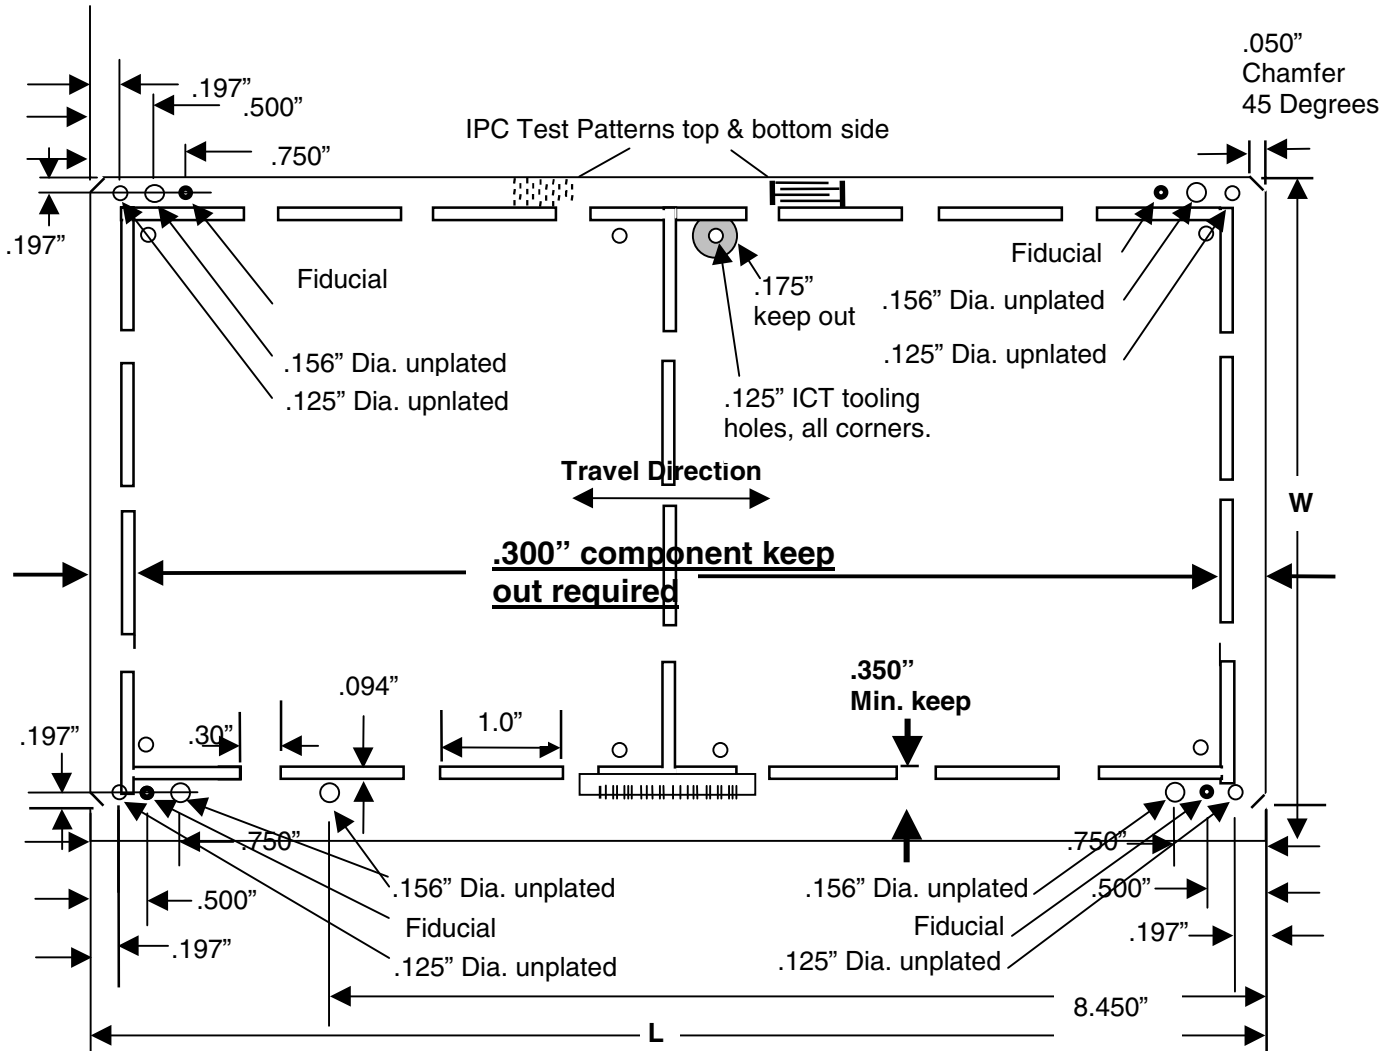 .050”
Chamfer
45 Degrees
.197”
.500”
IPC Test Patterns top & bottom side
.750”
.197”
Fiducial
Fiducial
.175”
keep out
.156” Dia. unplated
.156” Dia. unplated
.125” Dia. upnlated
.125” Dia. upnlated
.125” ICT tooling
holes, all corners.
Travel Direction
W
.300” component keep
out required
.350”
Min. keep
.094”
1.0”
.30”
.197”
.750”
.750”
.156” Dia. unplated
.156” Dia. unplated
.500”
.500”
Fiducial
Fiducial
.197”
.197”
.125” Dia. unplated
.125” Dia. unplated
8.450”
L